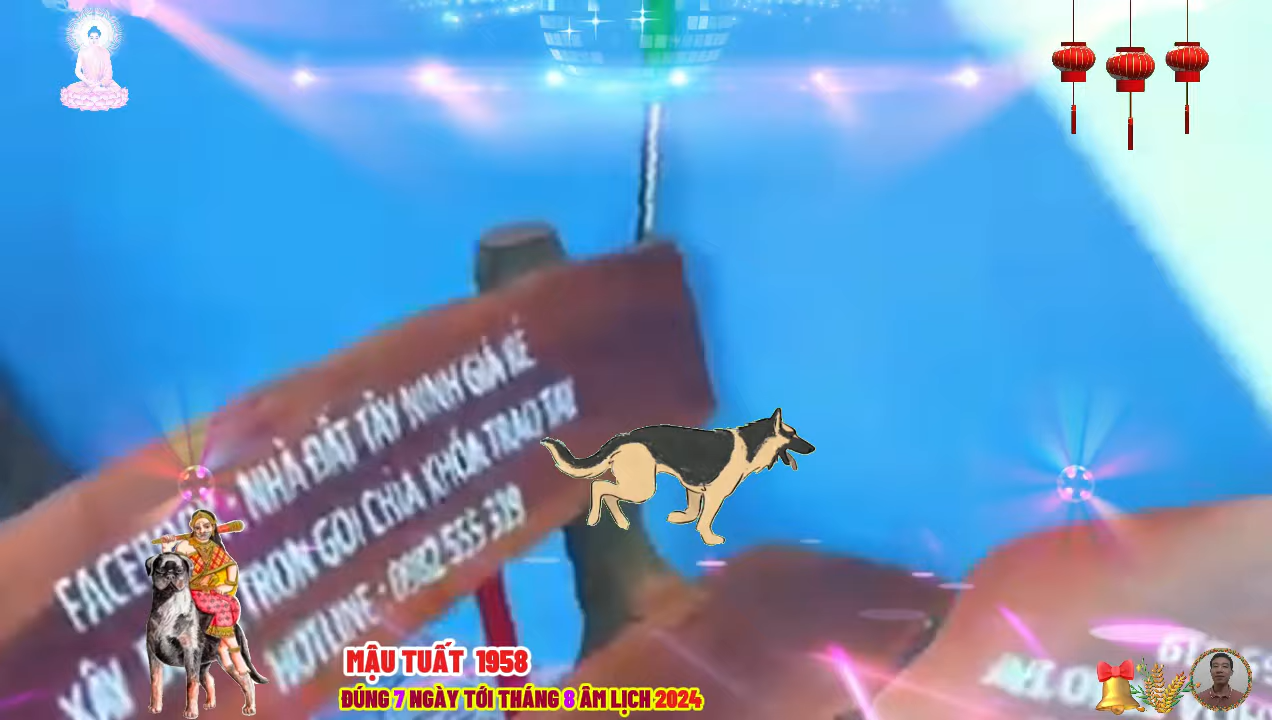 FACEBOOK : NHÀ ĐẤT TÂY NINH GIÁ RẺ
XÂY TRỌN GÓI CHÌA KHÓA TRAO TAY
HOTLINE : 0982 555 339
MẬU TUẤT 1958
ĐÚNG 7 NGÀY TỚI THÁNG 8 ÂM LỊCH 2024